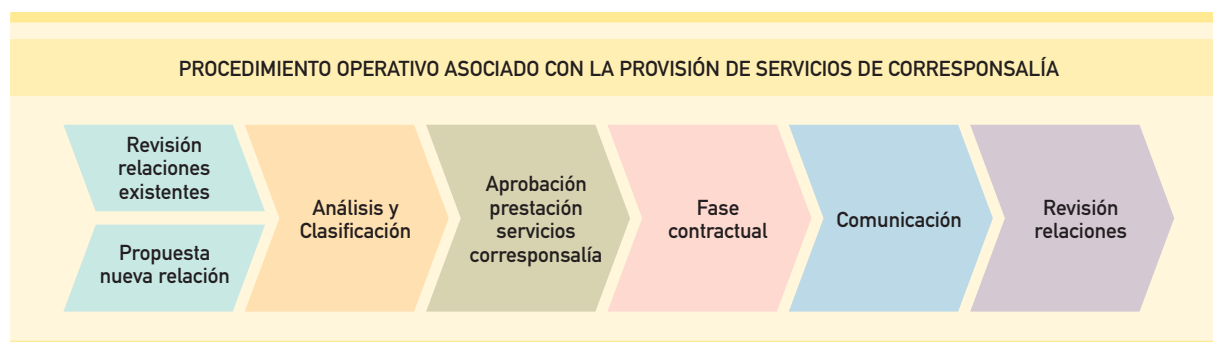 PROCEDIMIENTO OPERATIVO ASOCIADO CON LA PROVISIÓN DE SERVICIOS DE CORRESPONSALÍA
Revisión
relaciones
existentes
Propuesta
nueva relación
Análisis y
Clasificación
Aprobación
prestación
servicios
corresponsalía
Fase
contractual
Comunicación
Revisión
relaciones